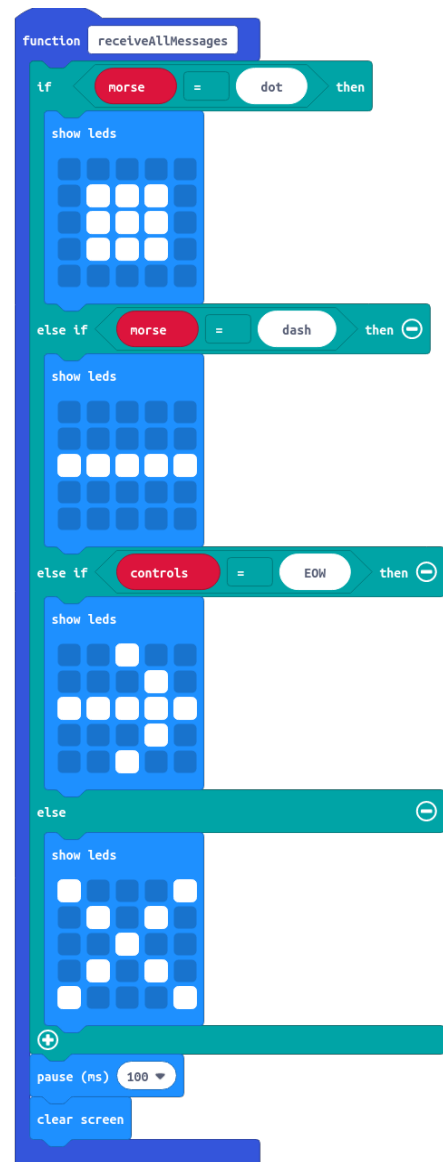 function receiveAllMessages
if morse = dot then
show leds
else if morse = dash then
show leds
else if controls = EOW then
show leds
else
show leds
pause (ms) 100
clear screen